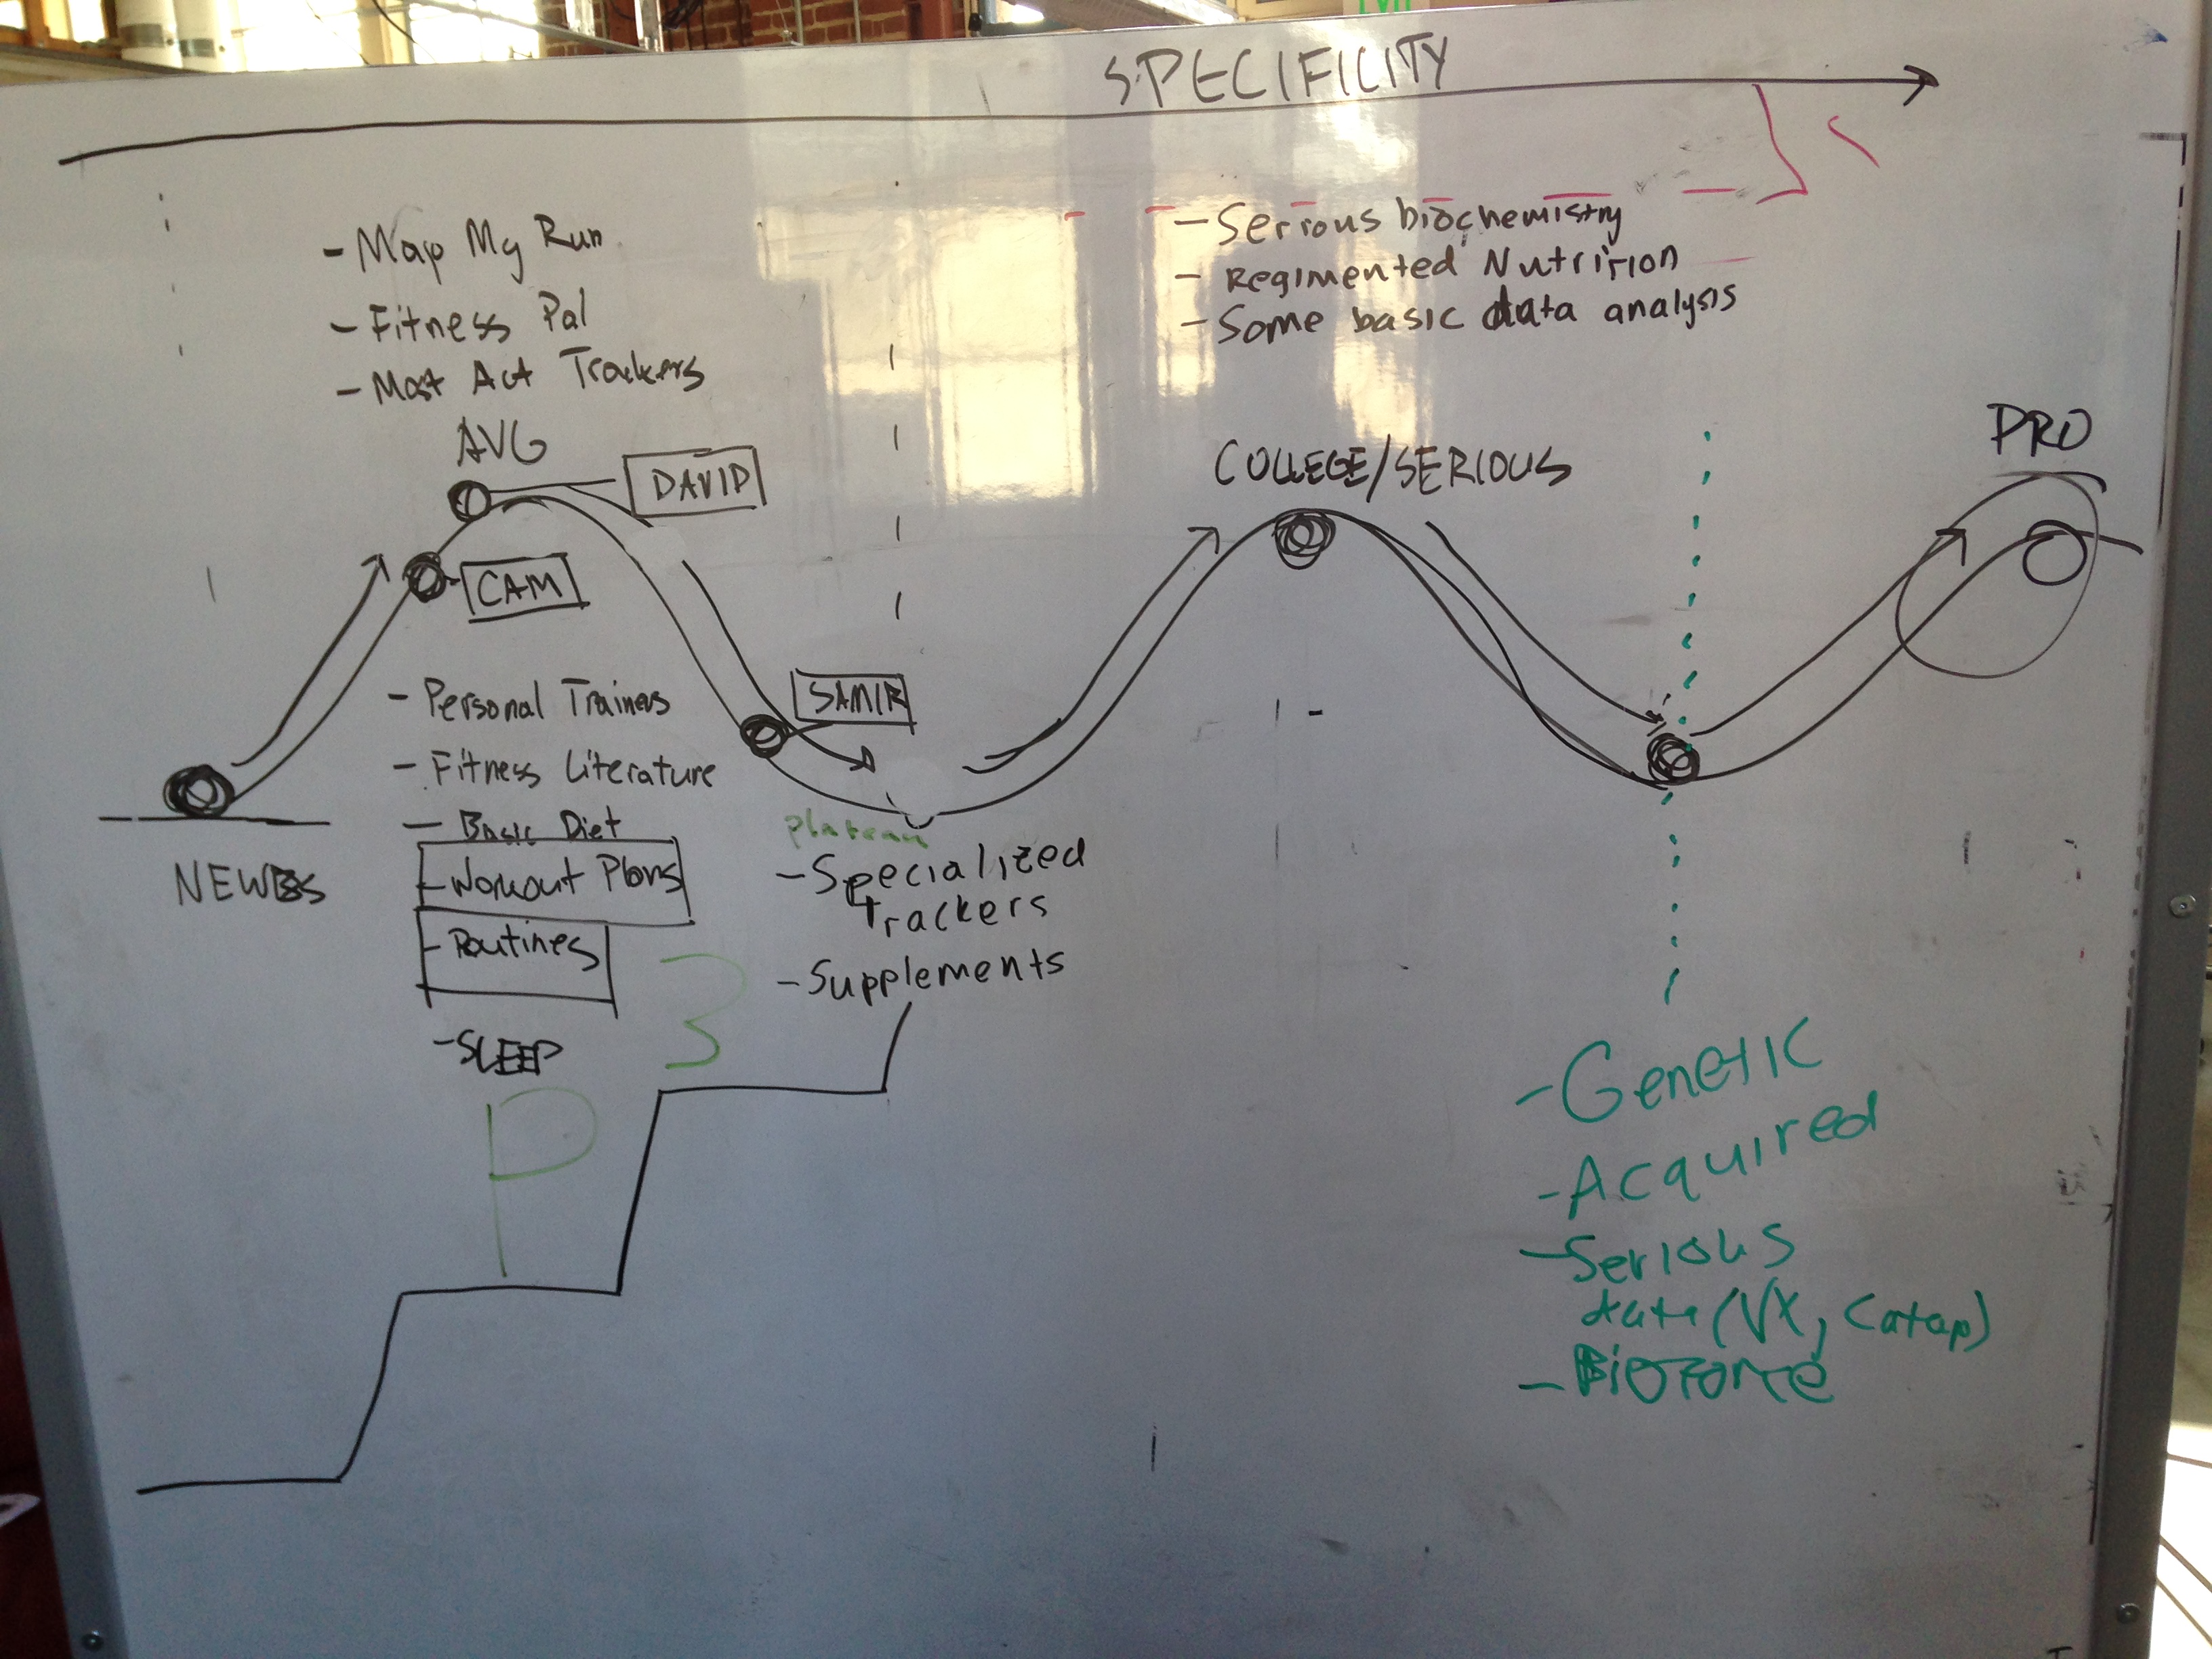 SPECIFICITY
- Map My Run
- Fitness Pal
- Most Act Trackers
- Serious biochemistry
- Regimented Nutrition
- Some basic data analysis
AVG
DAVID
CAM
SAMIR
COLLEGE/SERIOUS
PRO
NEWBS
- Personal Trainers
- Fitness Literature
- Basic Diet
- Workout Plans
- Routines
- SLEEP
plateau
- Specialized
trackers
- Supplements
3
P
- Genetic
- Acquired
- Serious
data (VX, Catap)